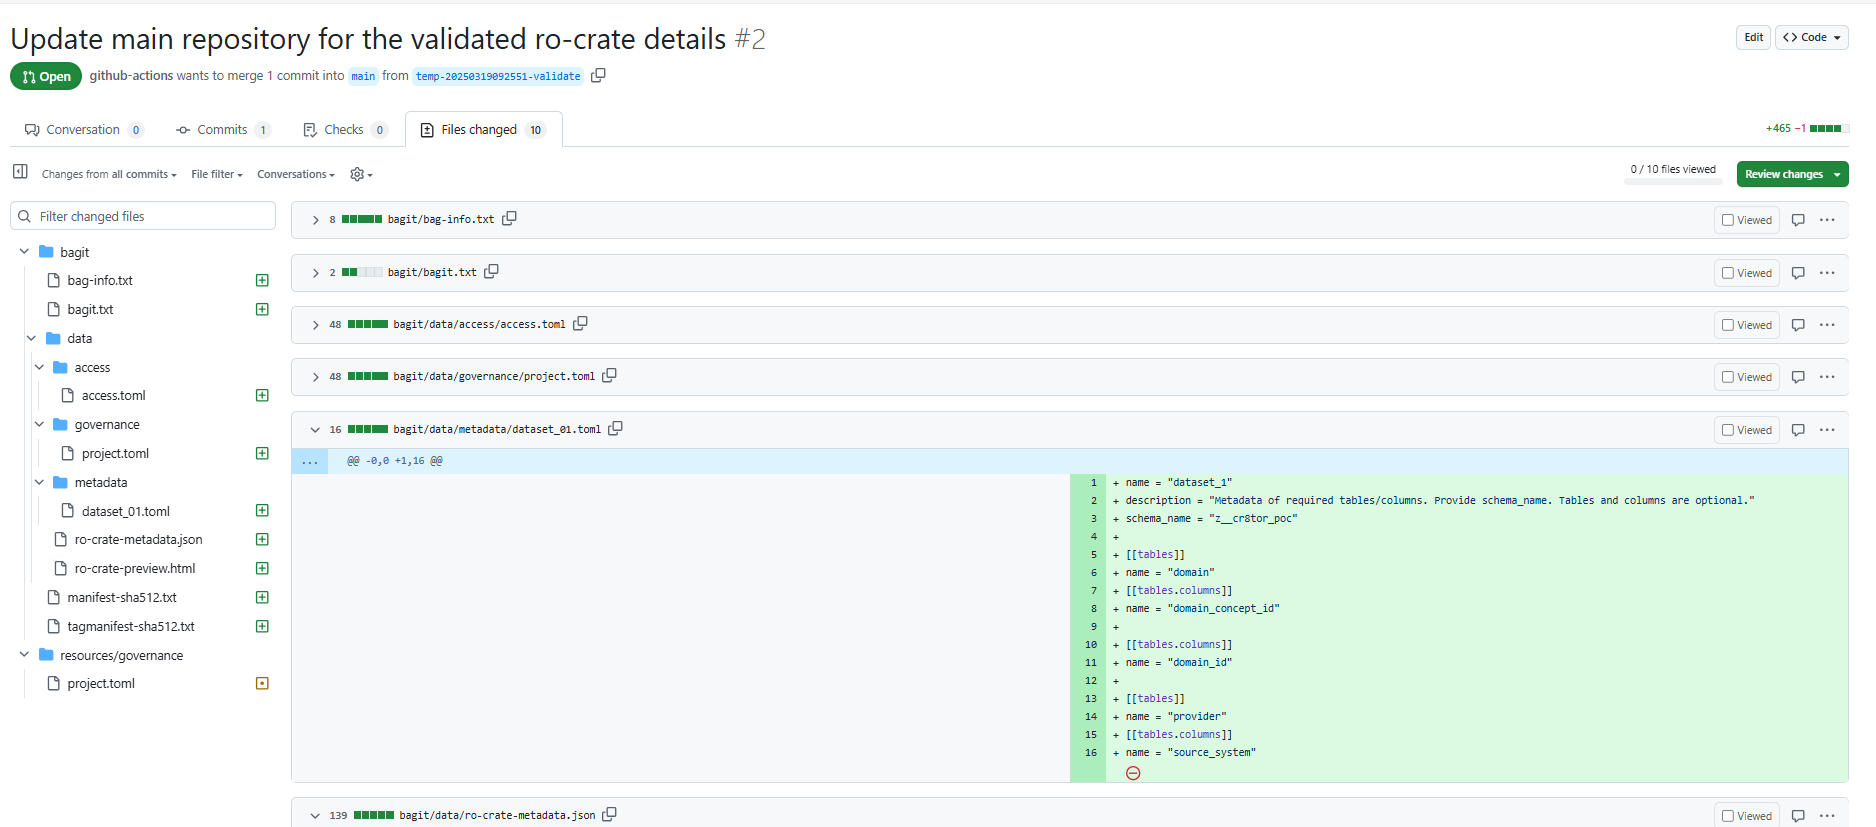 Update main repository for the validated ro-crate details #2
Edit
Code
Open
github-actions wants to merge 1 commit into main from temp-20250319092551-validate
Conversation 0
Commits 1
Checks 0
Files changed 10
+465 −1
Changes from all commits
File filter
Conversations
0 / 10 files viewed
Review changes
Filter changed files
bagit
bag-info.txt
bagit.txt
data
access
access.toml
governance
project.toml
metadata
dataset_01.toml
ro-crate-metadata.json
ro-crate-preview.html
manifest-sha512.txt
tagmanifest-sha512.txt
resources/governance
project.toml
8 bagit/bag-info.txt
Viewed
2 bagit/bagit.txt
Viewed
48 bagit/data/access/access.toml
Viewed
48 bagit/data/governance/project.toml
Viewed
16 bagit/data/metadata/dataset_01.toml
Viewed
... @@ -0,0 +1,16 @@
1 + name = "dataset_1"
2 + description = "Metadata of required tables/columns. Provide schema_name. Tables and columns are optional."
3 + schema_name = "z__cr8tor_poc"
4 +
5 + [[tables]]
6 + name = "domain"
7 + [[tables.columns]]
8 + name = "domain_concept_id"
9 +
10 + [[tables.columns]]
11 + name = "domain_id"
12 +
13 + [[tables]]
14 + name = "provider"
15 + [[tables.columns]]
16 + name = "source_system"
139 bagit/data/ro-crate-metadata.json
Viewed